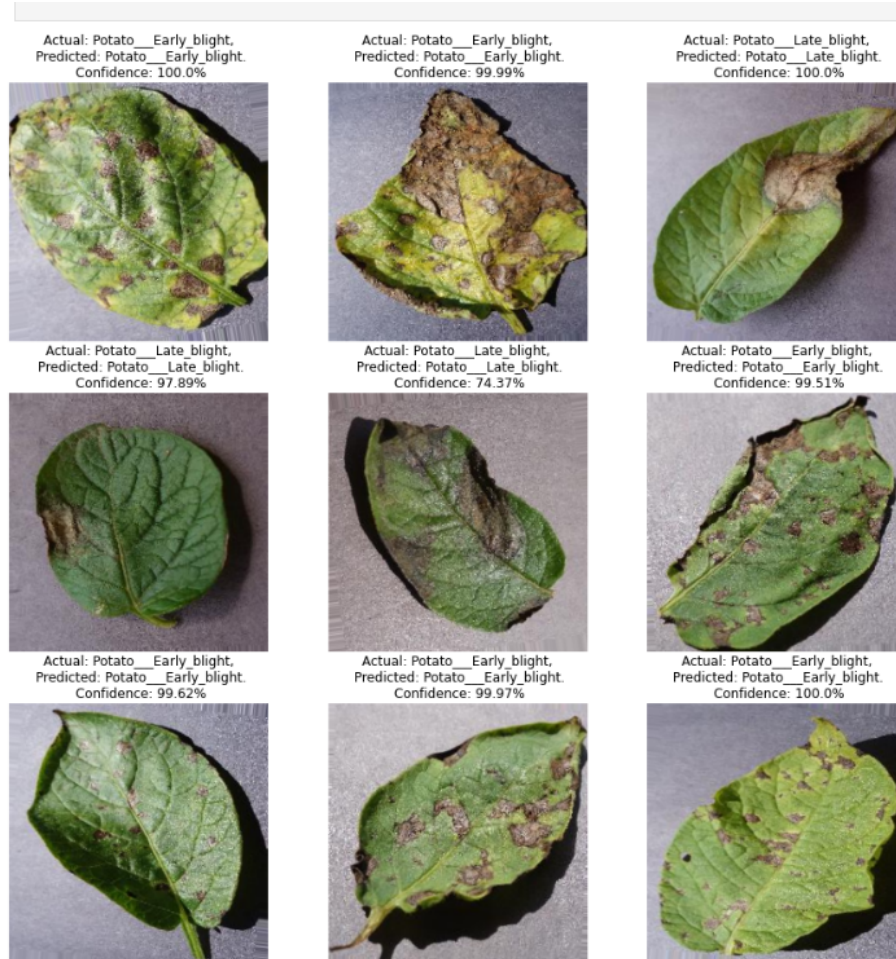 Actual: Potato___Early_blight,
Predicted: Potato___Early_blight.
Confidence: 100.0%
Actual: Potato___Early_blight,
Predicted: Potato___Early_blight.
Confidence: 99.99%
Actual: Potato___Late_blight,
Predicted: Potato___Late_blight.
Confidence: 100.0%
Actual: Potato___Late_blight,
Predicted: Potato___Late_blight.
Confidence: 97.89%
Actual: Potato___Late_blight,
Predicted: Potato___Late_blight.
Confidence: 74.37%
Actual: Potato___Early_blight,
Predicted: Potato___Early_blight.
Confidence: 99.51%
Actual: Potato___Early_blight,
Predicted: Potato___Early_blight.
Confidence: 99.62%
Actual: Potato___Early_blight,
Predicted: Potato___Early_blight.
Confidence: 99.97%
Actual: Potato___Early_blight,
Predicted: Potato___Early_blight.
Confidence: 100.0%